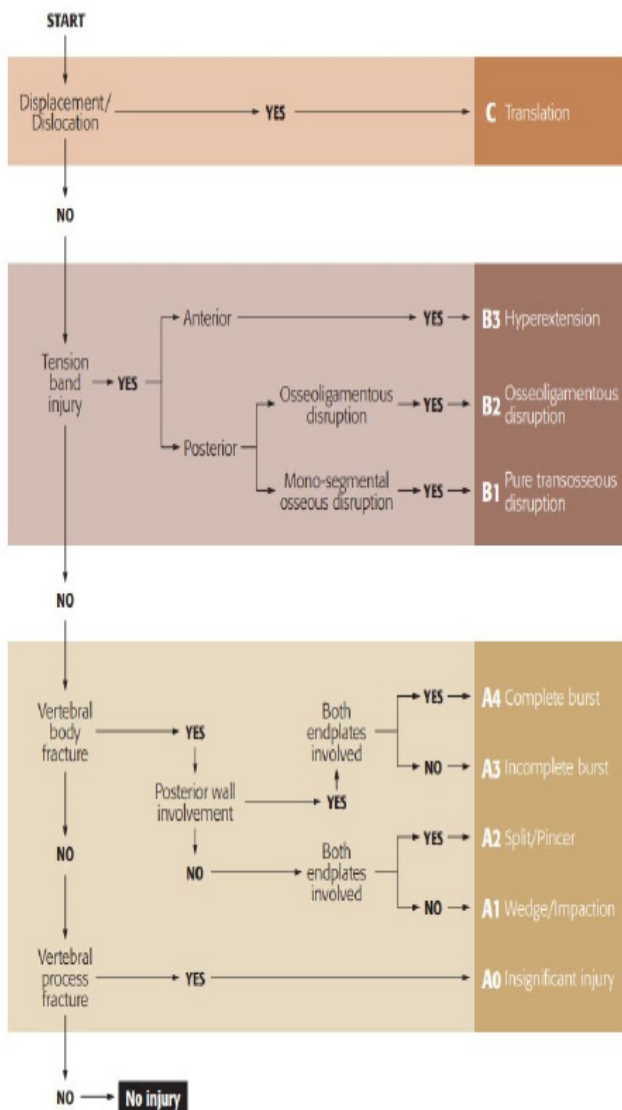 START
Displacement/
Dislocation
YES
C Translation
NO
Tension
band
injury
YES
Anterior
YES
B3 Hyperextension
Posterior
Osseoligamentous
disruption
YES
B2 Osseoligamentous
disruption
Mono-segmental
osseous disruption
YES
B1 Pure transosseous
disruption
NO
Vertebral
body
fracture
YES
Posterior wall
involvement
YES
Both
endplates
involved
YES
A4 Complete burst
NO
A3 Incomplete burst
NO
Both
endplates
involved
YES
A2 Split/Pincer
NO
A1 Wedge/Impaction
NO
Vertebral
process
fracture
YES
A0 Insignificant injury
NO
No injury